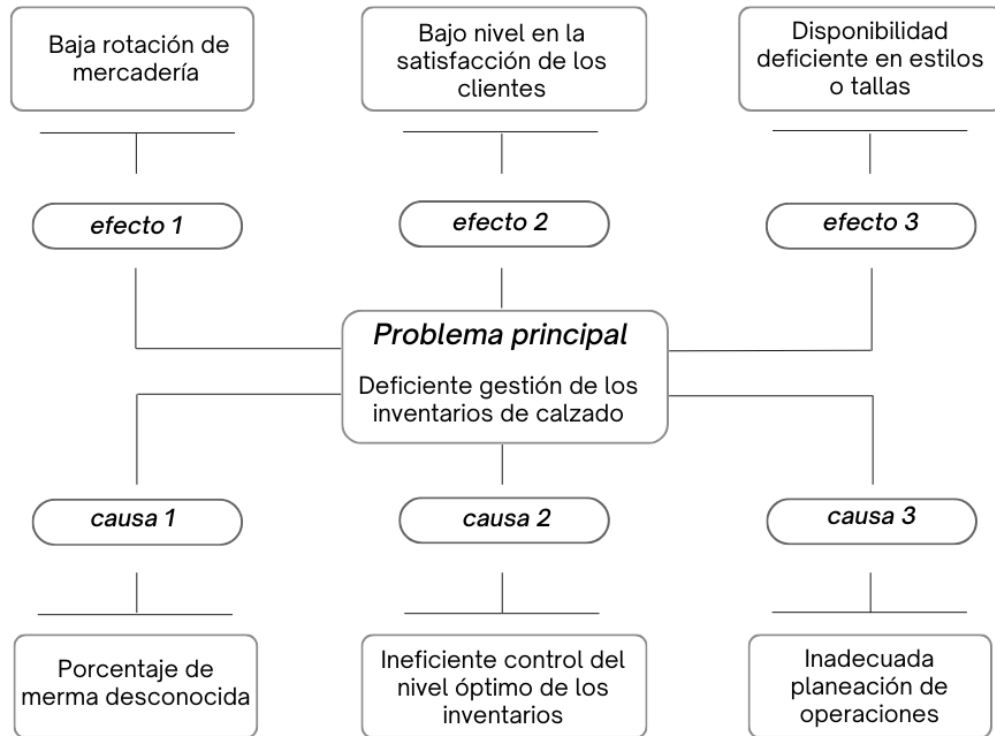 Baja rotación de
mercadería
Bajo nivel en la
satisfacción de los
clientes
Disponibilidad
deficiente en estilos
o tallas
efecto 1
efecto 2
efecto 3
Problema principal
Deficiente gestión de los
inventarios de calzado
causa 1
causa 2
causa 3
Porcentaje de
merma desconocida
Ineficiente control del
nivel óptimo de los
inventarios
Inadecuada
planeación de
operaciones